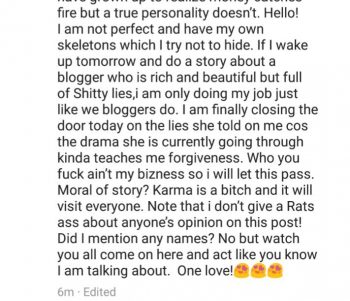 have grown up to realize money catches
fire but a true personality doesn't. Hello!
I am not perfect and have my own
skeletons which I try not to hide. If I wake
up tomorrow and do a story about a
blogger who is rich and beautiful but full
of Shitty lies,i am only doing my job just
like we bloggers do. I am finally closing the
door today on the lies she told on me cos
the drama she is currently going through
kinda teaches me forgiveness. Who you
fuck ain't my bizness so i will let this pass.
Moral of story? Karma is a bitch and it will
visit everyone. Note that i don't give a Rats
ass about anyone's opinion on this post!
Did I mention any names? No but watch
you all come on here and act like you know
I am talking about.  One love!😍😍😍
6m · Edited